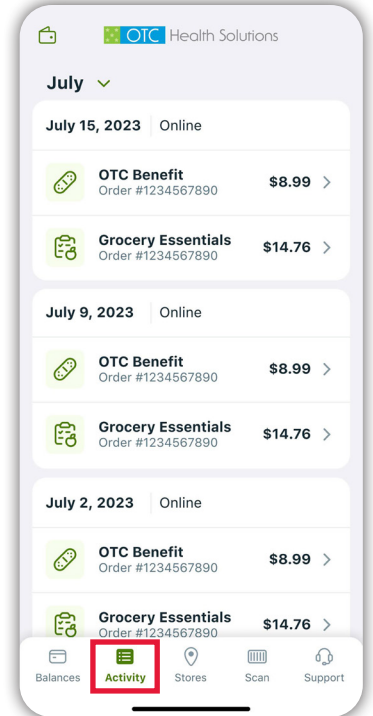 OTC Health Solutions
July
July 15, 2023 Online
OTC Benefit
Order #1234567890
$8.99
Grocery Essentials
Order #1234567890
$14.76
July 9, 2023 Online
OTC Benefit
Order #1234567890
$8.99
Grocery Essentials
Order #1234567890
$14.76
July 2, 2023 Online
OTC Benefit
Order #1234567890
$8.99
Grocery Essentials
Order #1234567890
$14.76
Balances Activity Stores Scan Support